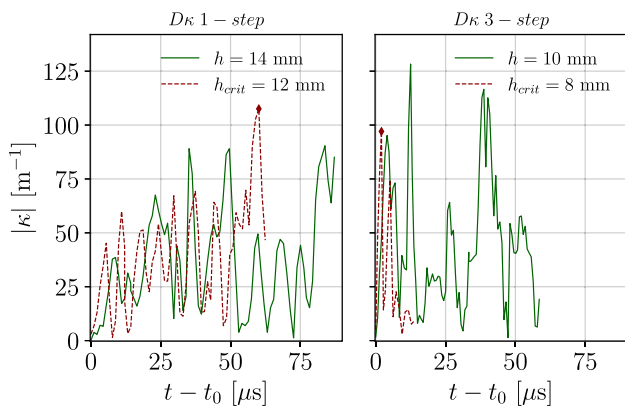 Dκ 1 − step
Dκ 3 − step
h = 14 mm
h_crit = 12 mm
h = 10 mm
h_crit = 8 mm
|κ| [m⁻¹]
125
100
75
50
25
0
0 25 50 75
0 25 50 75
t − t₀ [μs]
t − t₀ [μs]